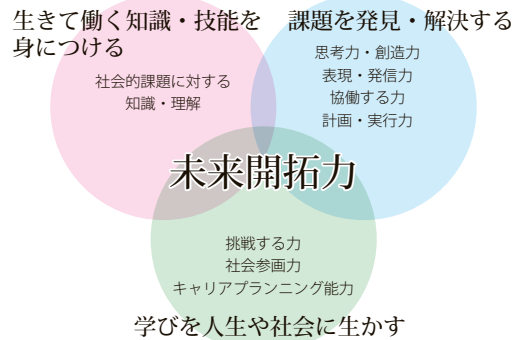 生きて働く知識・技能を
身につける
社会的課題に対する
知識・理解
課題を発見・解決する
思考力・創造力
表現・発信力
協働する力
計画・実行力
未来開拓力
挑戦する力
社会参画力
キャリアプランニング能力
学びを人生や社会に生かす